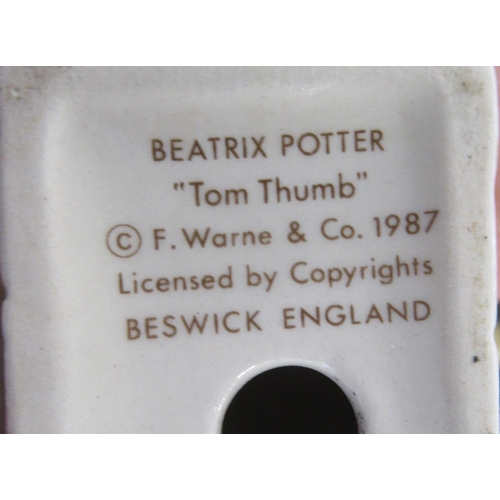 BEATRIX POTTER
"Tom Thumb"
© F. Warne & Co. 1987
Licensed by Copyrights
BESWICK ENGLAND